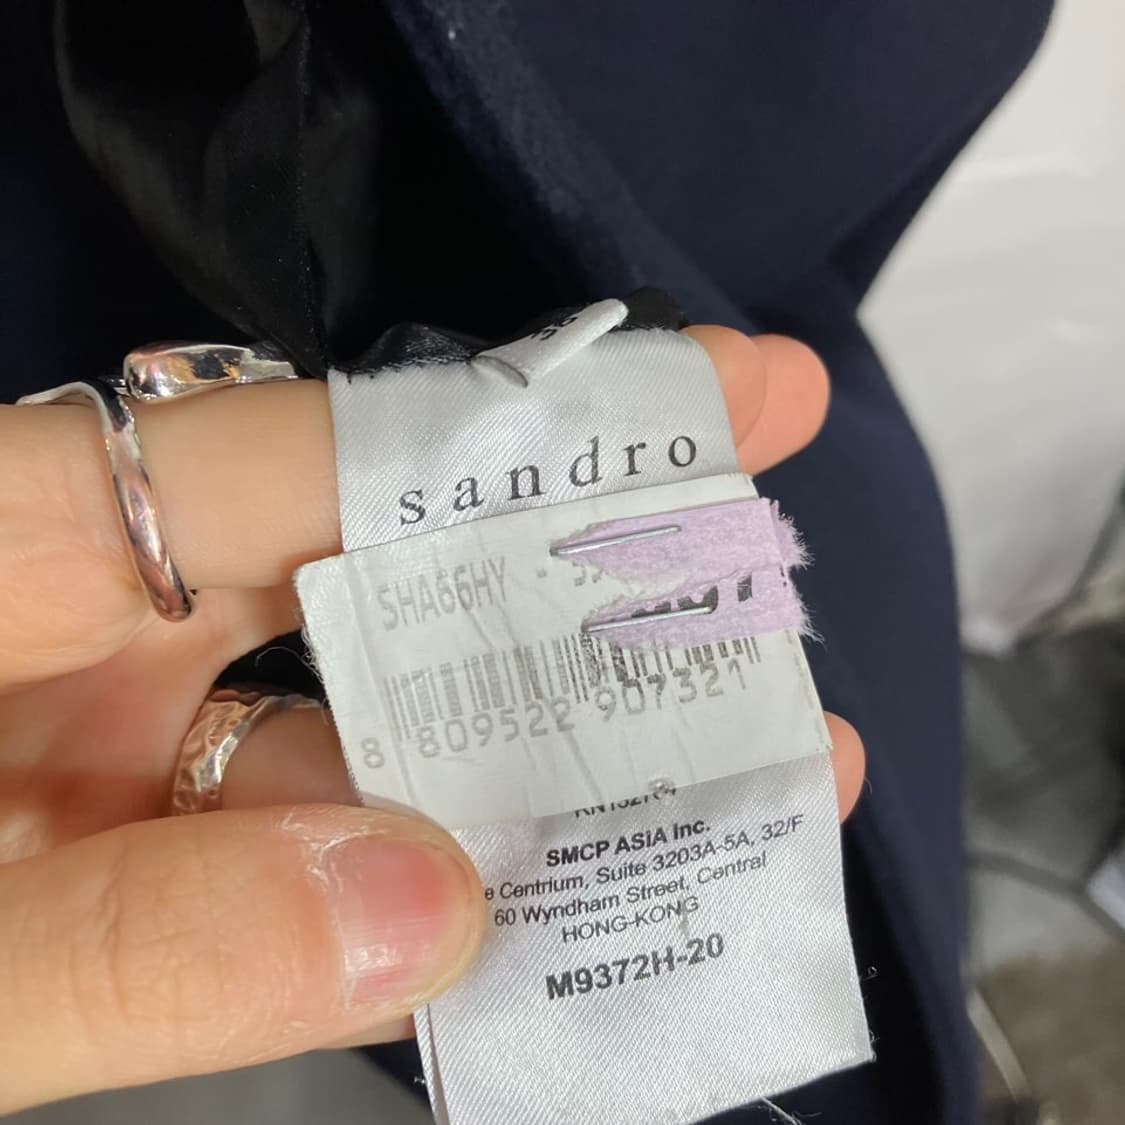 sandro
SHA66HY -
8 809522 907321
SMCP ASIA Inc.
Centrium, Suite 3203A-5A, 32/F
60 Wyndham Street, Central
HONG-KONG
M9372H-20